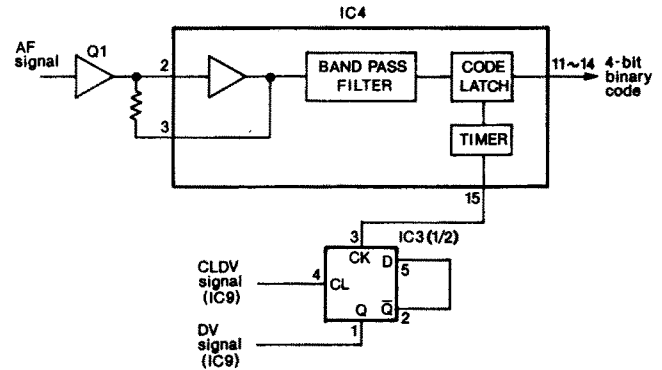 IC4
AF
signal
Q1
2
3
BAND PASS
FILTER
CODE
LATCH
TIMER
11~14
4-bit
binary
code
15
3
IC3 (1/2)
CK
D
5
CLDV
signal
(IC9)
4
CL
Q
Q̅
2
1
DV
signal
(IC9)